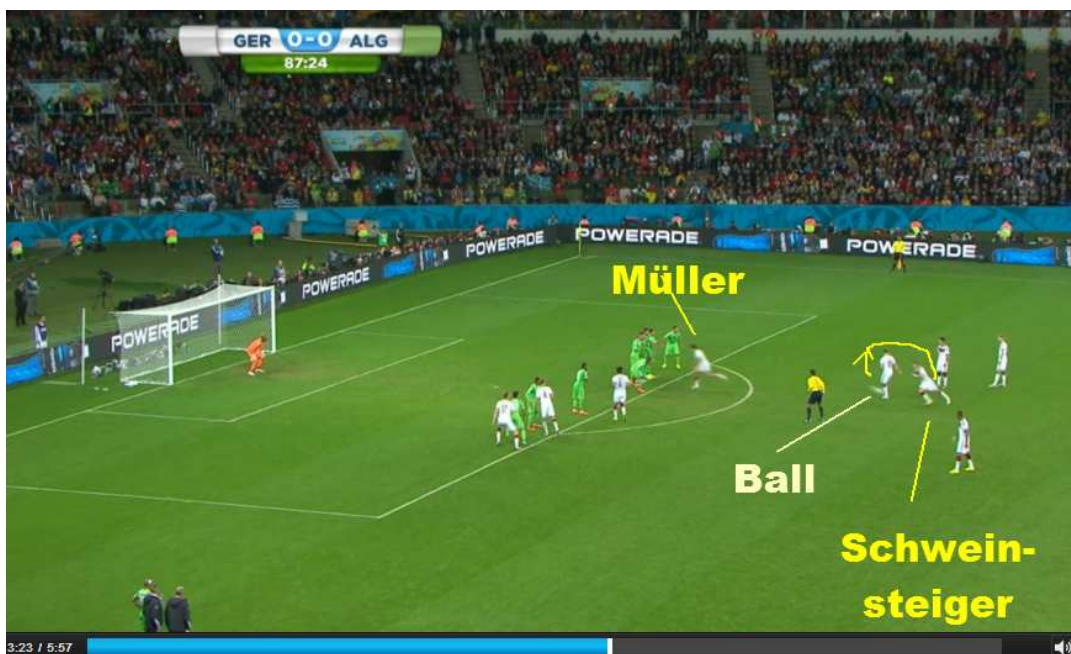 GER 0-0 ALG
87:24
POWERADE
POWERADE
POWERADE
POWERADE
POWERADE
Müller
Ball
Schwein-
steiger
3:23 / 5:57